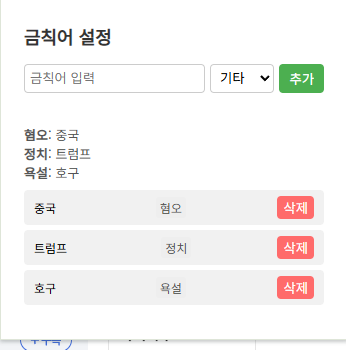 금칙어 설정
금칙어 입력 기타 추가
혐오: 중국
정치: 트럼프
욕설: 호구
중국 혐오 삭제
트럼프 정치 삭제
호구 욕설 삭제